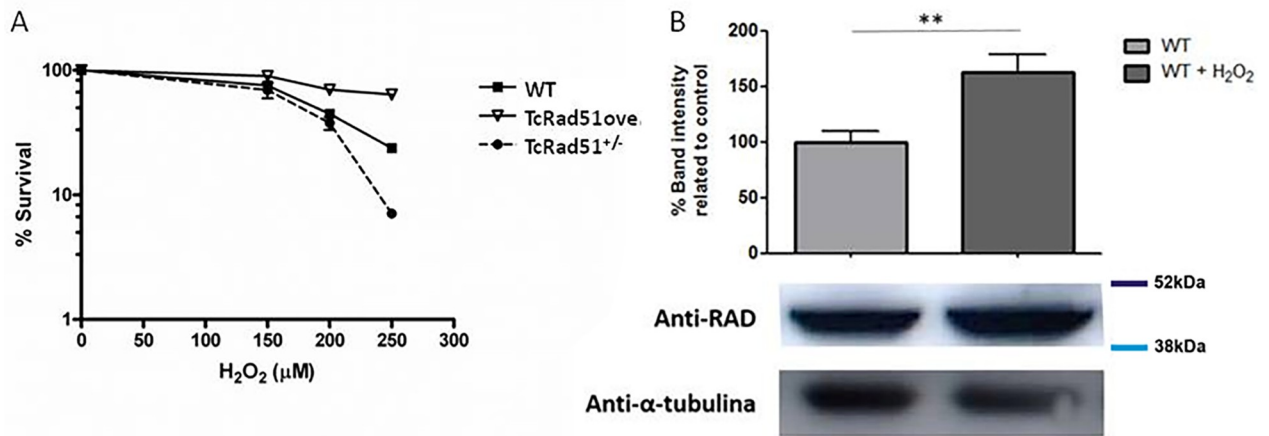 A
100
10
1
% Survival
0 50 100 150 200 250 300
H₂O₂ (μM)
WT
TcRad51ove
TcRad51+/-
B
**
200
150
100
50
0
% Band intensity
related to control
WT
WT + H₂O₂
Anti-RAD
52kDa
38kDa
Anti-α-tubulina